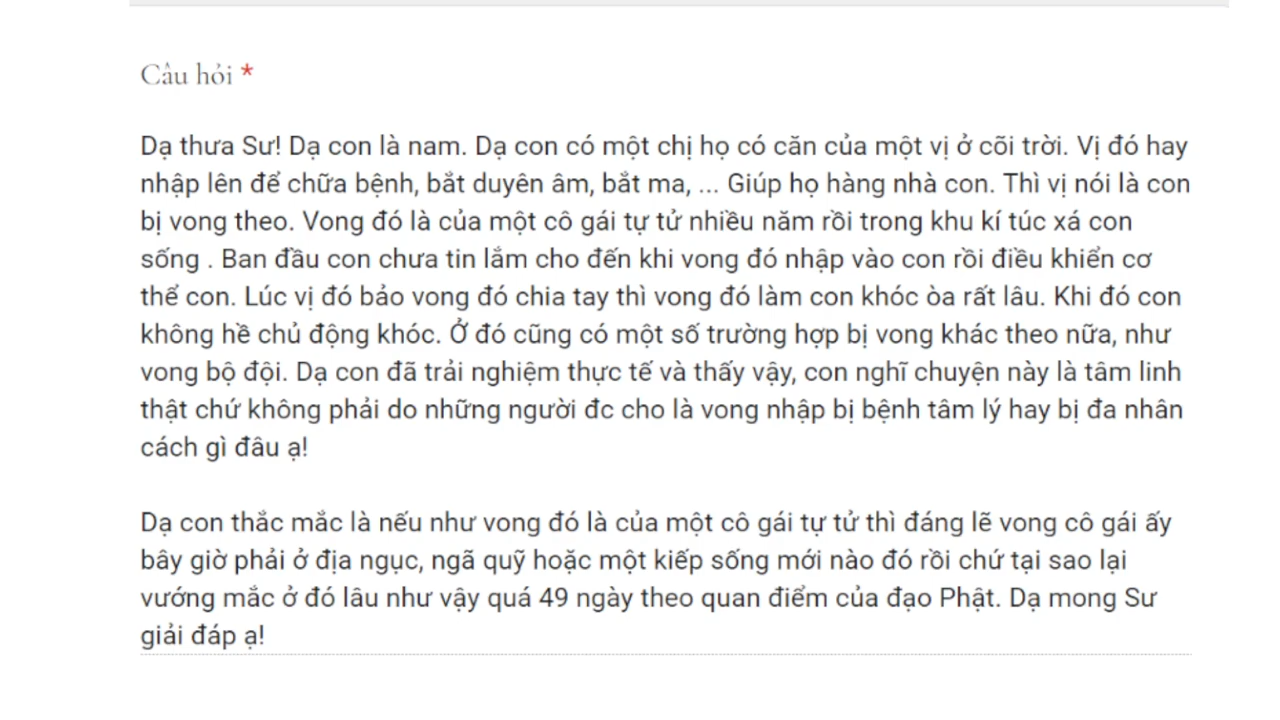 Câu hỏi *
Dạ thưa Sư! Dạ con là nam. Dạ con có một chị họ có căn của một vị ở cõi trời. Vị đó hay
nhập lên để chữa bệnh, bắt duyên âm, bắt ma, ... Giúp họ hàng nhà con. Thì vị nói là con
bị vong theo. Vong đó là của một cô gái tự tử nhiều năm rồi trong khu kí túc xá con
sống . Ban đầu con chưa tin lắm cho đến khi vong đó nhập vào con rồi điều khiển cơ
thể con. Lúc vị đó bảo vong đó chia tay thì vong đó làm con khóc òa rất lâu. Khi đó con
không hề chủ động khóc. Ở đó cũng có một số trường hợp bị vong khác theo nữa, như
vong bộ đội. Dạ con đã trải nghiệm thực tế và thấy vậy, con nghĩ chuyện này là tâm linh
thật chứ không phải do những người đc cho là vong nhập bị bệnh tâm lý hay bị đa nhân
cách gì đâu ạ!
Dạ con thắc mắc là nếu như vong đó là của một cô gái tự tử thì đáng lẽ vong cô gái ấy
bây giờ phải ở địa ngục, ngã quỹ hoặc một kiếp sống mới nào đó rồi chứ tại sao lại
vướng mắc ở đó lâu như vậy quá 49 ngày theo quan điểm của đạo Phật. Dạ mong Sư
giải đáp ạ!